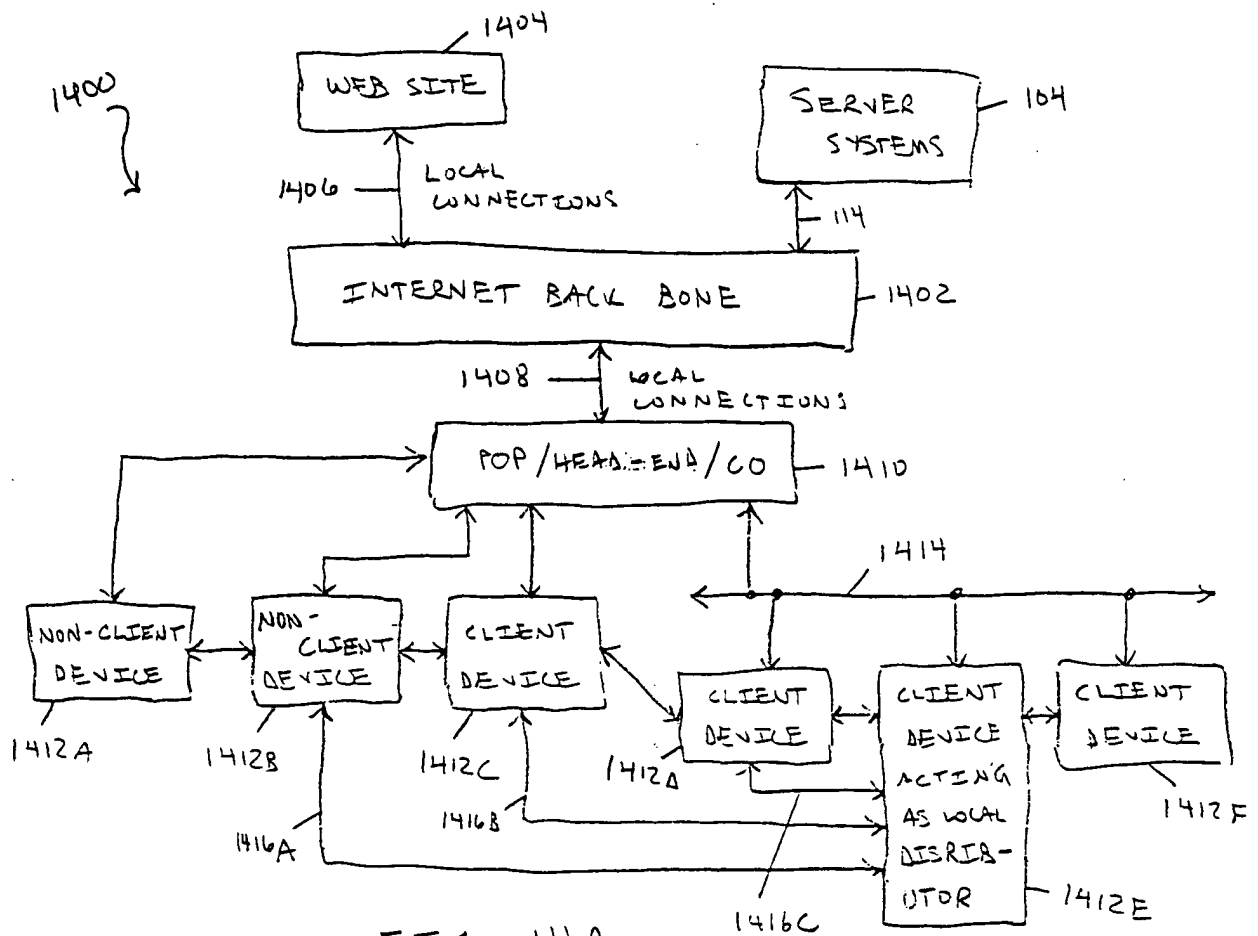 1400
1404
WEB SITE
SERVER
SYSTEMS
104
1406
LOCAL
CONNECTIONS
114
INTERNET BACK BONE
1402
1408
LOCAL
CONNECTIONS
POP/HEAD-END/CO
1410
1414
NON-CLIENT
DEVICE
1412A
NON-
CLIENT
DEVICE
1412B
CLIENT
DEVICE
1412C
CLIENT
DEVICE
1412D
CLIENT
DEVICE
ACTING
AS LOCAL
DISRIB-
UTOR
1412E
CLIENT
DEVICE
1412F
1416A
1416B
1416C